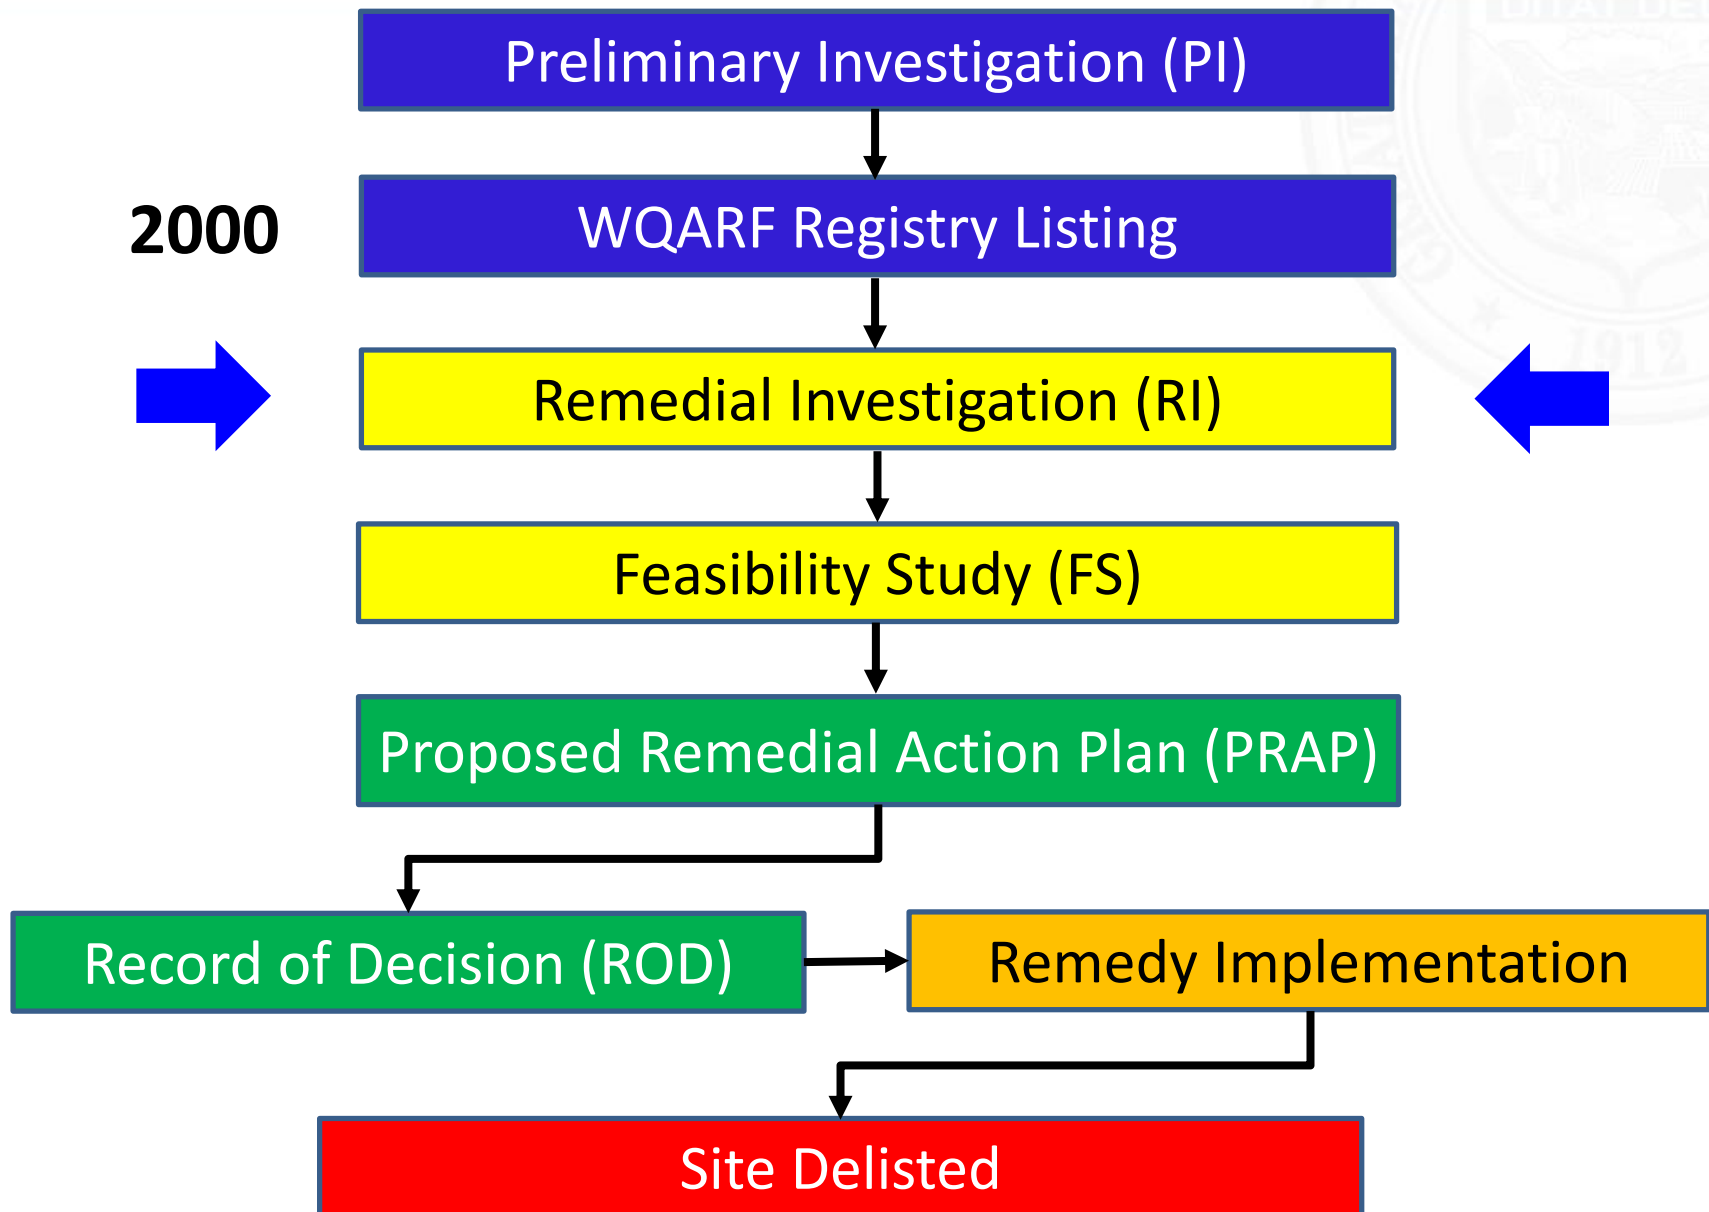 Preliminary Investigation (PI)
2000
WQARF Registry Listing
1912
Remedial Investigation (RI)
Feasibility Study (FS)
Proposed Remedial Action Plan (PRAP)
Record of Decision (ROD)
Remedy Implementation
Site Delisted